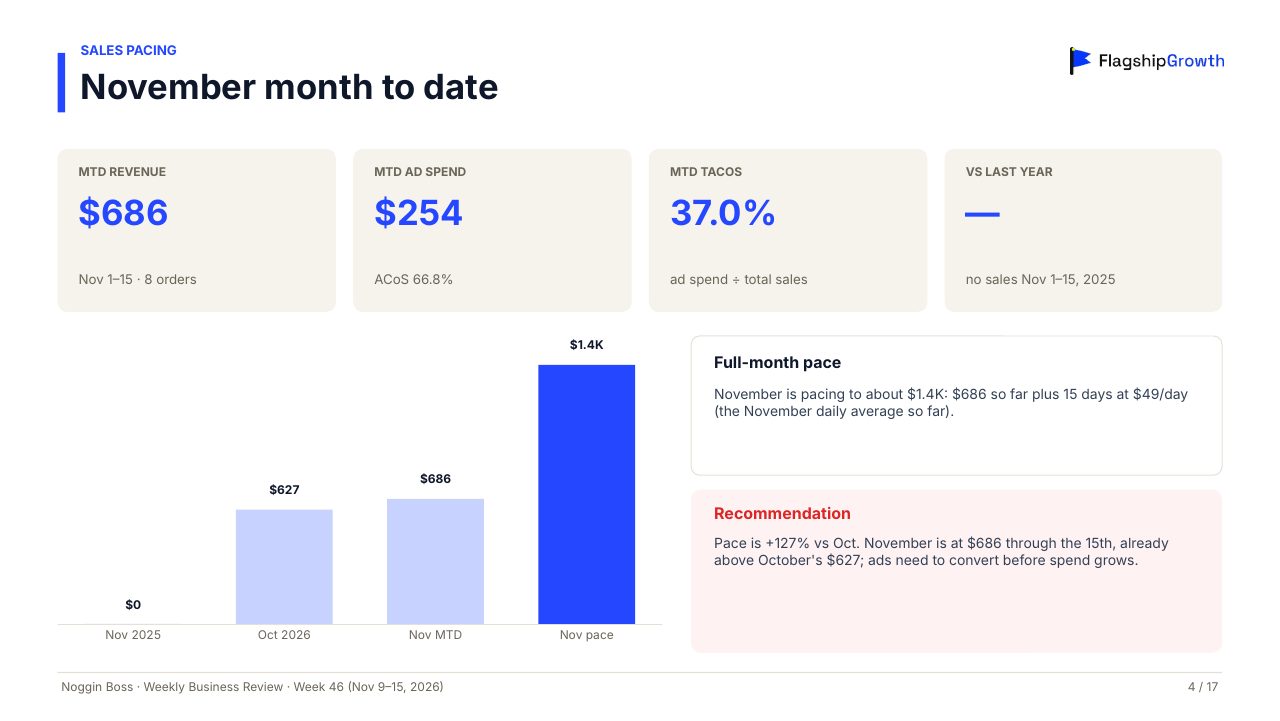 SALES PACING
November month to date
FlagshipGrowth
MTD REVENUE
$686
Nov 1–15 · 8 orders
MTD AD SPEND
$254
ACoS 66.8%
MTD TACOS
37.0%
ad spend ÷ total sales
VS LAST YEAR
—
no sales Nov 1–15, 2025
$0
$627
$686
$1.4K
Nov 2025
Oct 2026
Nov MTD
Nov pace
Full-month pace
November is pacing to about $1.4K: $686 so far plus 15 days at $49/day
(the November daily average so far).
Recommendation
Pace is +127% vs Oct. November is at $686 through the 15th, already
above October's $627; ads need to convert before spend grows.
Noggin Boss · Weekly Business Review · Week 46 (Nov 9–15, 2026)
4 / 17